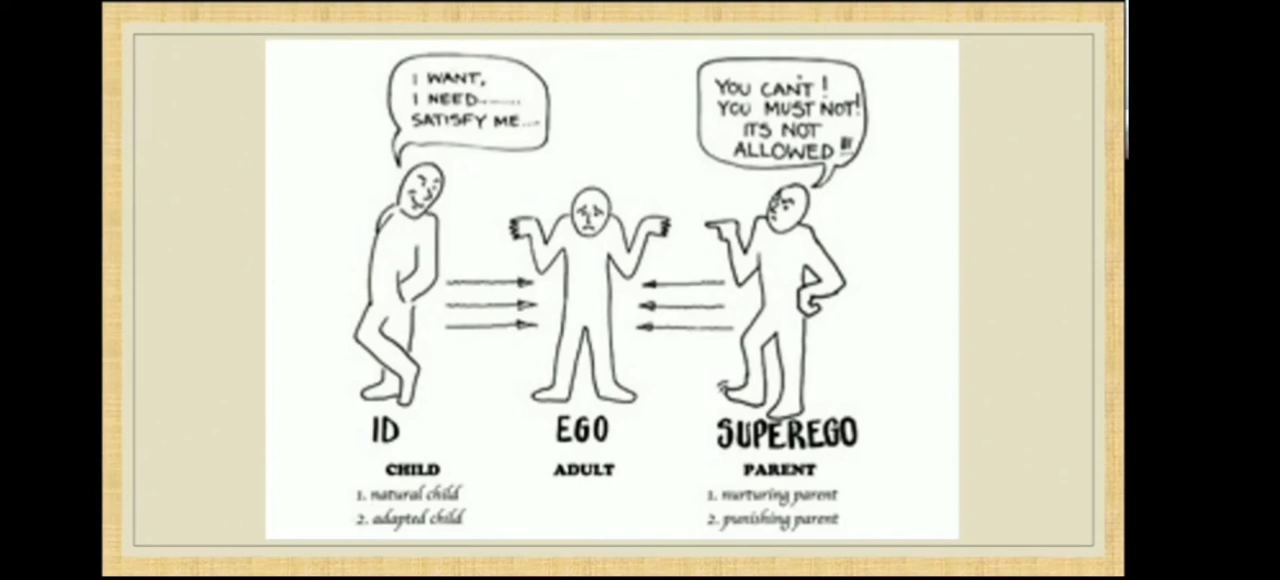 I WANT,
I NEED........
SATISFY ME....
YOU CAN'T!
YOU MUST NOT!
ITS NOT
ALLOWED!!!
ID
EGO
SUPEREGO
CHILD
ADULT
PARENT
1. natural child
2. adapted child
1. nurturing parent
2. punishing parent